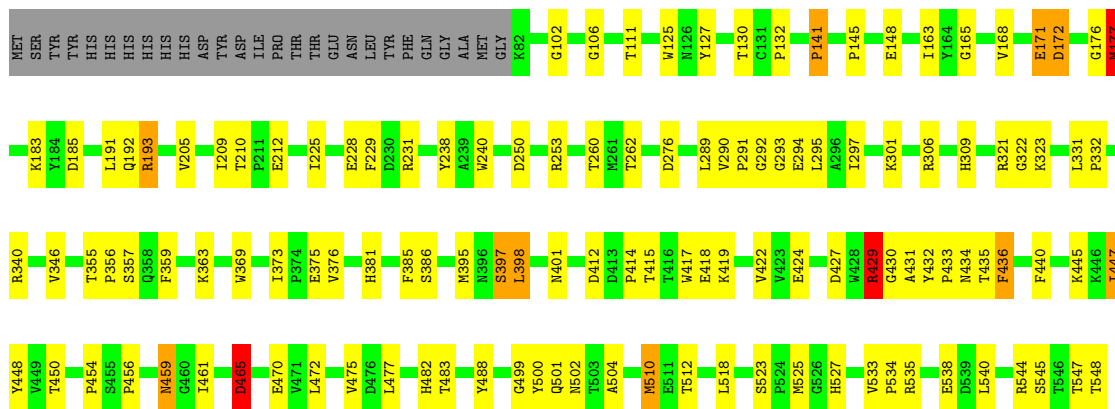 MET SER TYR TYR HIS HIS HIS HIS HIS HIS ASP TYR ASP ILE PRO THR THR GLU ASN LEU TYR PHE GLN GLY ALA MET GLY K82 G102 G106 T111 W125 N126 Y127 T130 C131 P132 P141 P145 E148 I163 Y164 G165 V168 E171 D172 G176
K183 Y184 D185 L191 Q192 R193 V205 I209 T210 P211 E212 I225 E228 F229 D230 R231 Y238 A239 W240 D250 R253 T260 M261 T262 D276 L289 V290 P291 G292 G293 E294 L295 A296 I297 K301 R306 H309 R321 G322 K323 L331 P332
R340 V346 T355 P356 S357 Q358 F359 K363 W369 I373 P374 E375 V376 H381 F385 S386 M395 N396 S397 L398 N401 D412 D413 P414 T415 T416 W417 E418 K419 V422 V423 E424 D427 W428 R429 G430 A431 Y432 P433 N434 T435 F436 F440 K445 K446
Y448 V449 T450 P454 S455 P456 N459 G460 I461 D465 E470 V471 L472 V475 D476 L477 H482 T483 Y488 G499 Y500 Q501 N502 T503 A504 M510 E511 T512 L518 S523 P524 M525 G526 H527 V533 P534 R535 E538 D539 L540 R544 S545 T546 T547 T548